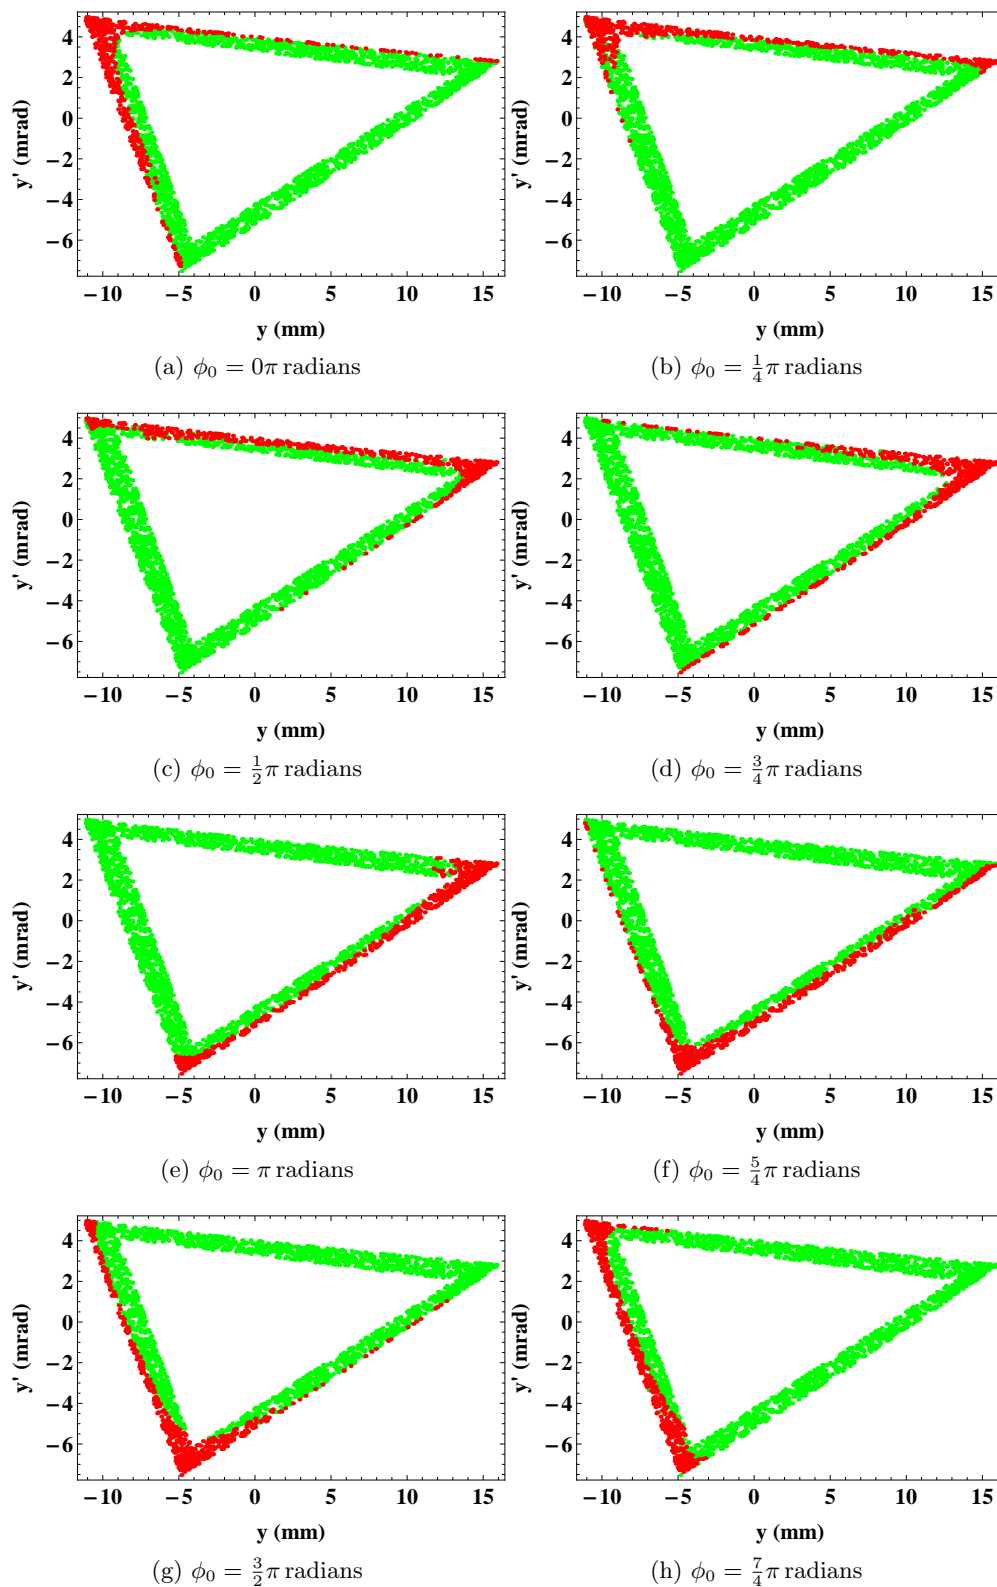 4 2 0 −2 −4 −6
y' (mrad)
−10 −5 0 5 10 15
y (mm)
(a) ϕ₀ = 0π radians
4 2 0 −2 −4 −6
y' (mrad)
−10 −5 0 5 10 15
y (mm)
(b) ϕ₀ = 1/4 π radians
4 2 0 −2 −4 −6
y' (mrad)
−10 −5 0 5 10 15
y (mm)
(c) ϕ₀ = 1/2 π radians
4 2 0 −2 −4 −6
y' (mrad)
−10 −5 0 5 10 15
y (mm)
(d) ϕ₀ = 3/4 π radians
4 2 0 −2 −4 −6
y' (mrad)
−10 −5 0 5 10 15
y (mm)
(e) ϕ₀ = π radians
4 2 0 −2 −4 −6
y' (mrad)
−10 −5 0 5 10 15
y (mm)
(f) ϕ₀ = 5/4 π radians
4 2 0 −2 −4 −6
y' (mrad)
−10 −5 0 5 10 15
y (mm)
(g) ϕ₀ = 3/2 π radians
4 2 0 −2 −4 −6
y' (mrad)
−10 −5 0 5 10 15
y (mm)
(h) ϕ₀ = 7/4 π radians